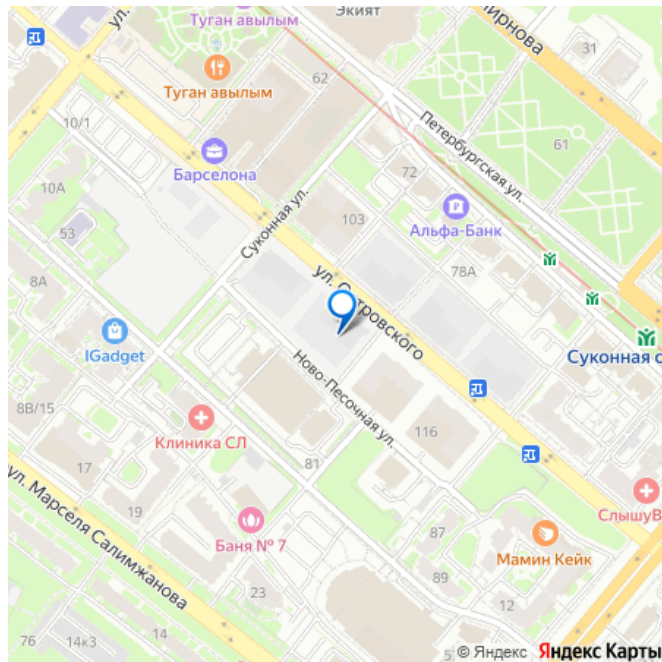 Туган авылым
Экият
ирнова
31
Туган авылым
62
ул.
10/1
Петербургская ул.
61
Барселона
72
10А
Суконная ул.
103
Альфа-Банк
53
78А
8А
ул. Островского
IGadget
Суконная с
Ново-Песочная ул.
8В/15
Клиника СЛ
116
17
81
ул. Марселя Салимжанова
19
СлышуВ
Баня № 7
87
Мамин Кейк
89
23
12
76
14к3
14
5
© Яндекс Яндекс Карты